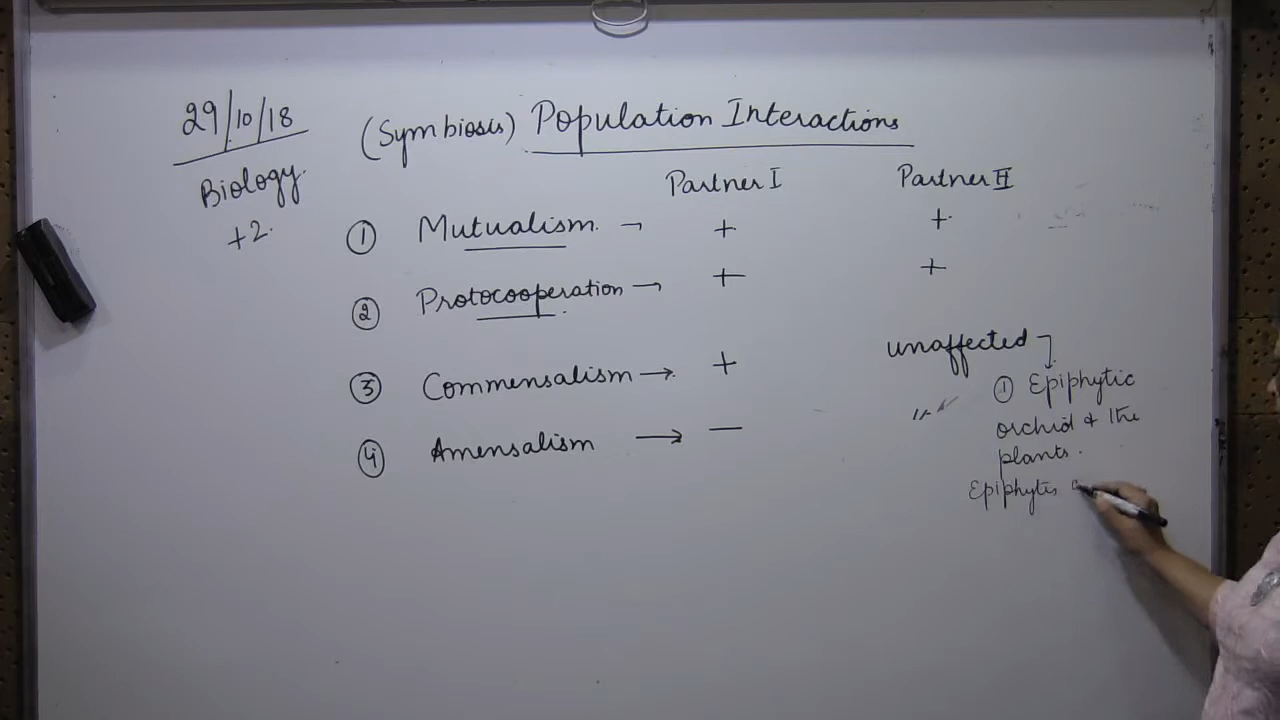 29/10/18
Biology.
+2.
(Symbiosis) Population Interactions
Partner I Partner II
① Mutualism. → + +
② Protocooperation → + +
③ Commensalism → + unaffected
④ Amensalism → — "
① Epiphytic
orchid & the
plants.
Epiphytes